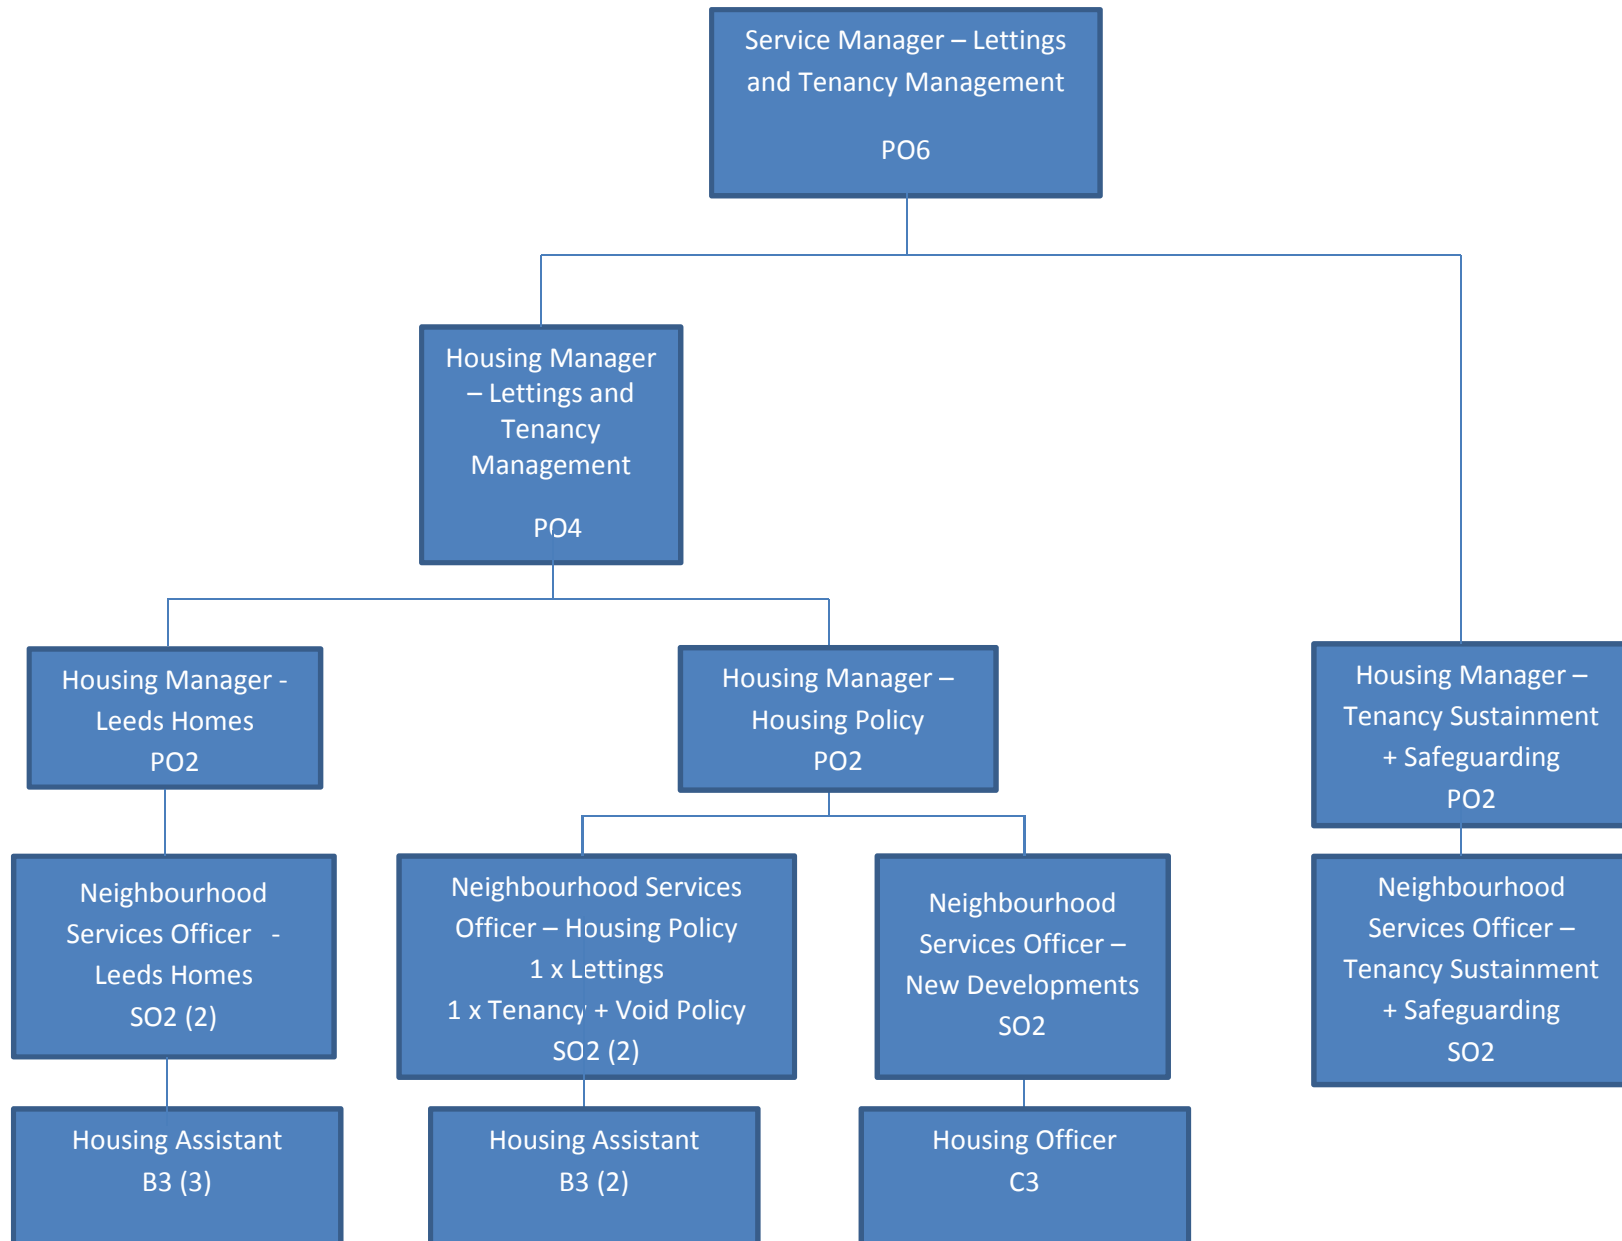 Service Manager – Lettings
and Tenancy Management
PO6
Housing Manager
– Lettings and
Tenancy
Management
PO4
Housing Manager -
Leeds Homes
PO2
Housing Manager –
Housing Policy
PO2
Housing Manager –
Tenancy Sustainment
+ Safeguarding
PO2
Neighbourhood
Services Officer -
Leeds Homes
SO2 (2)
Neighbourhood Services
Officer – Housing Policy
1 x Lettings
1 x Tenancy + Void Policy
SO2 (2)
Neighbourhood
Services Officer –
New Developments
SO2
Neighbourhood
Services Officer –
Tenancy Sustainment
+ Safeguarding
SO2
Housing Assistant
B3 (3)
Housing Assistant
B3 (2)
Housing Officer
C3